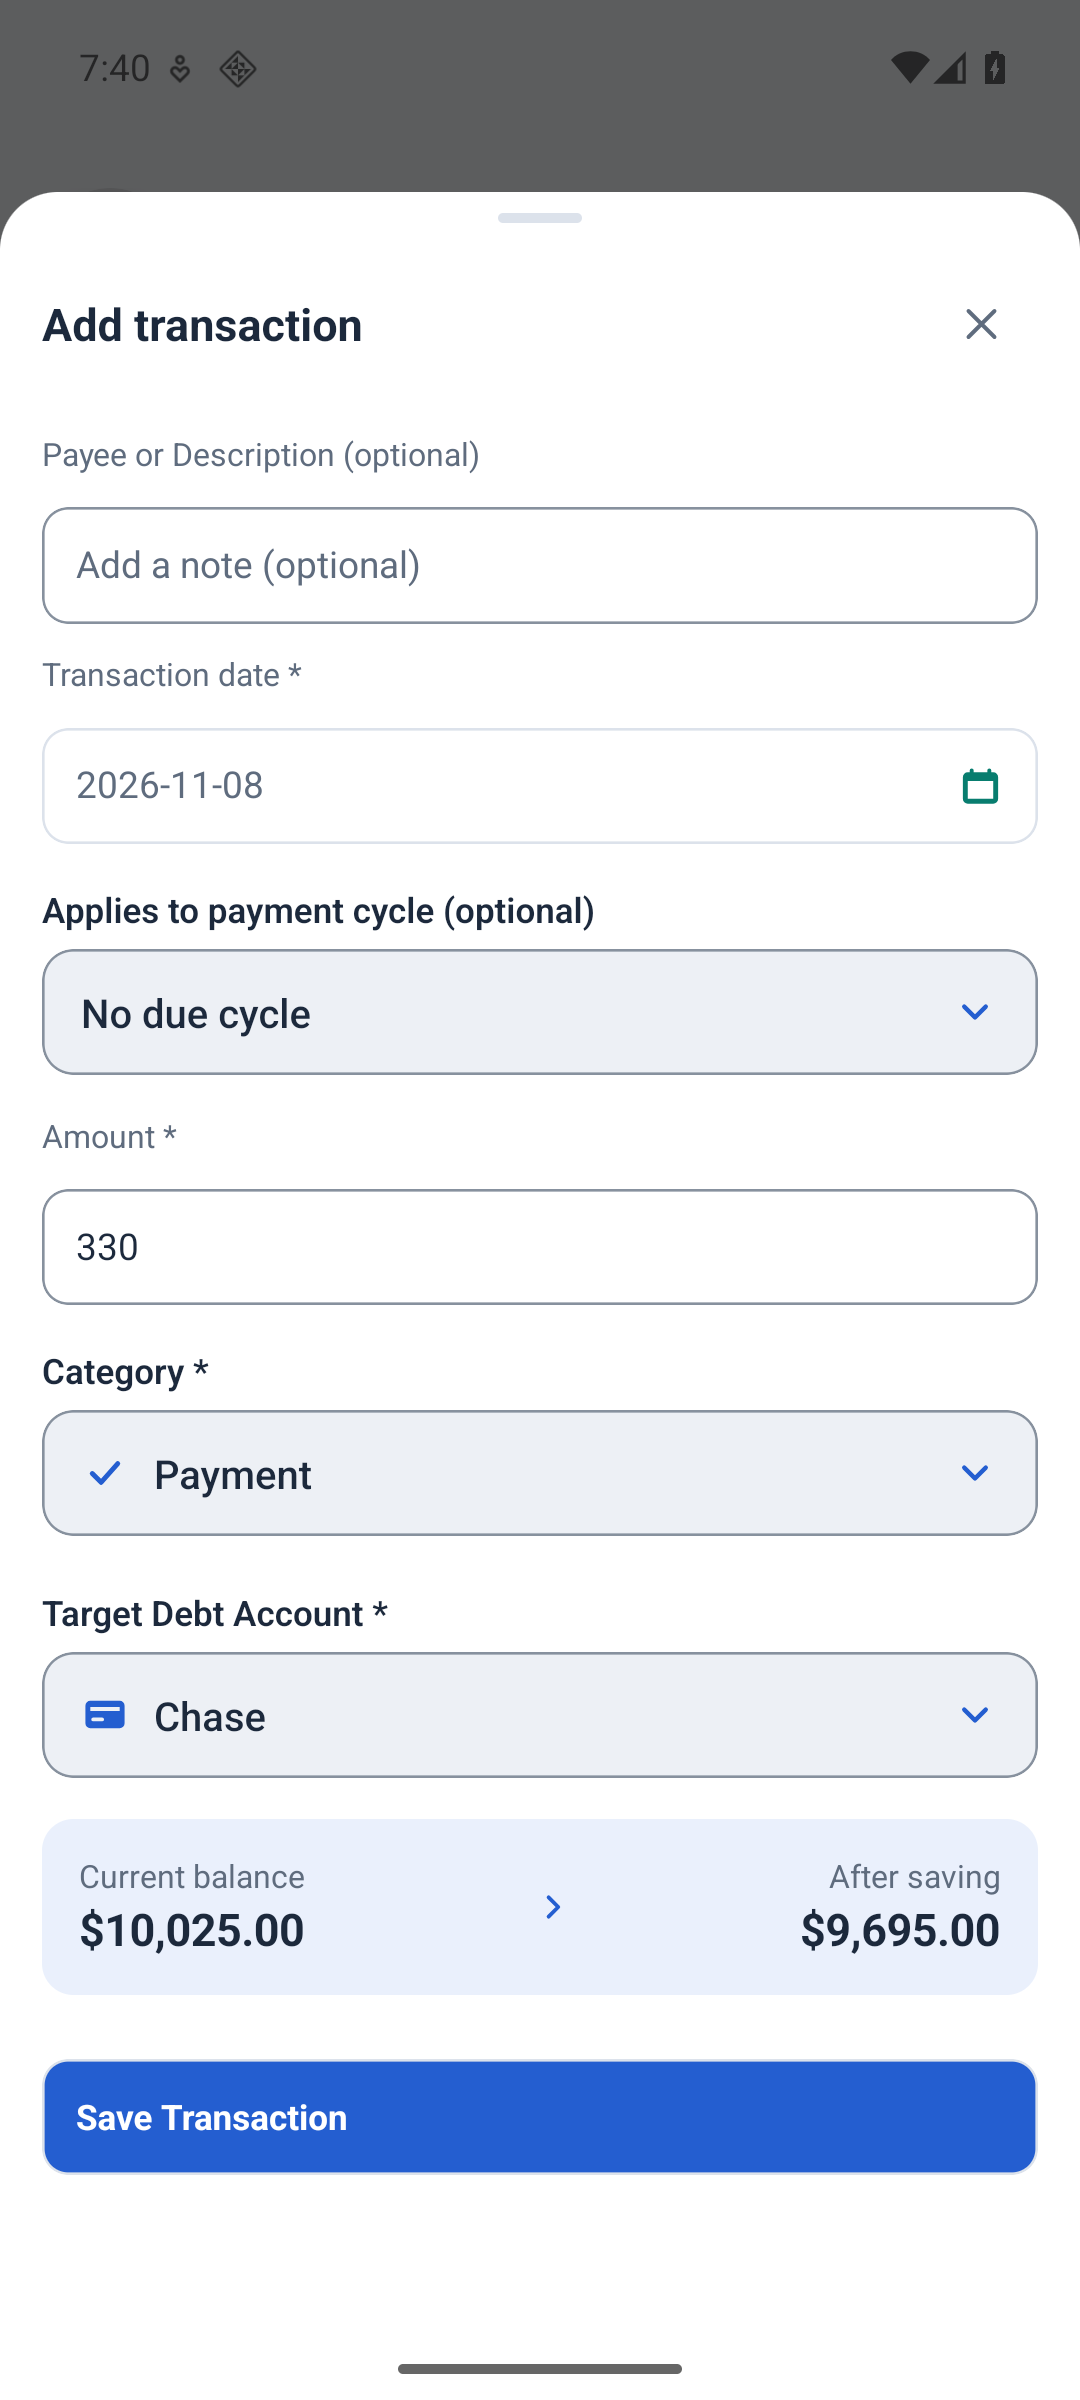 7:40
Add transaction
Payee or Description (optional)
Add a note (optional)
Transaction date *
2026-11-08
Applies to payment cycle (optional)
No due cycle
Amount *
330
Category *
Payment
Target Debt Account *
Chase
Current balance
After saving
$10,025.00
$9,695.00
Save Transaction